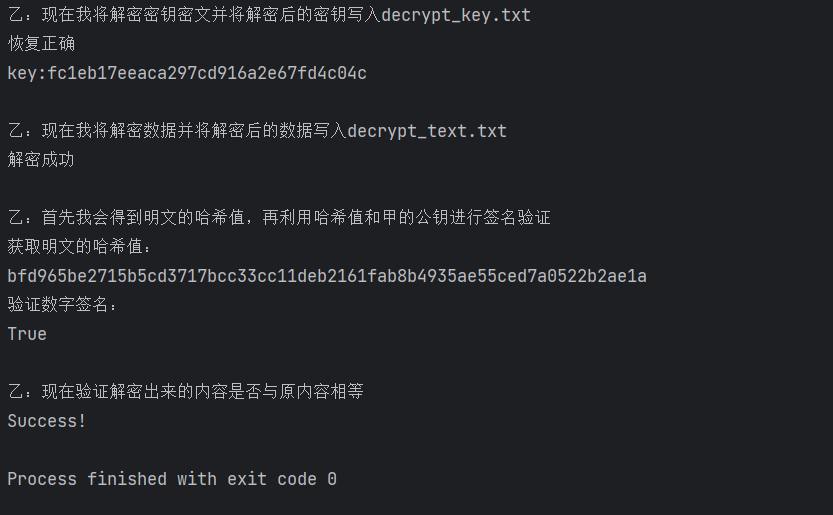 乙：现在我将解密密钥密文并将解密后的密钥写入decrypt_key.txt
恢复正确
key:fc1eb17eeaca297cd916a2e67fd4c04c
乙：现在我将解密数据并将解密后的数据写入decrypt_text.txt
解密成功
乙：首先我会得到明文的哈希值，再利用哈希值和甲的公钥进行签名验证
获取明文的哈希值：
bfd965be2715b5cd3717bcc33cc11deb2161fab8b4935ae55ced7a0522b2ae1a
验证数字签名：
True
乙：现在验证解密出来的内容是否与原内容相等
Success!
Process finished with exit code 0